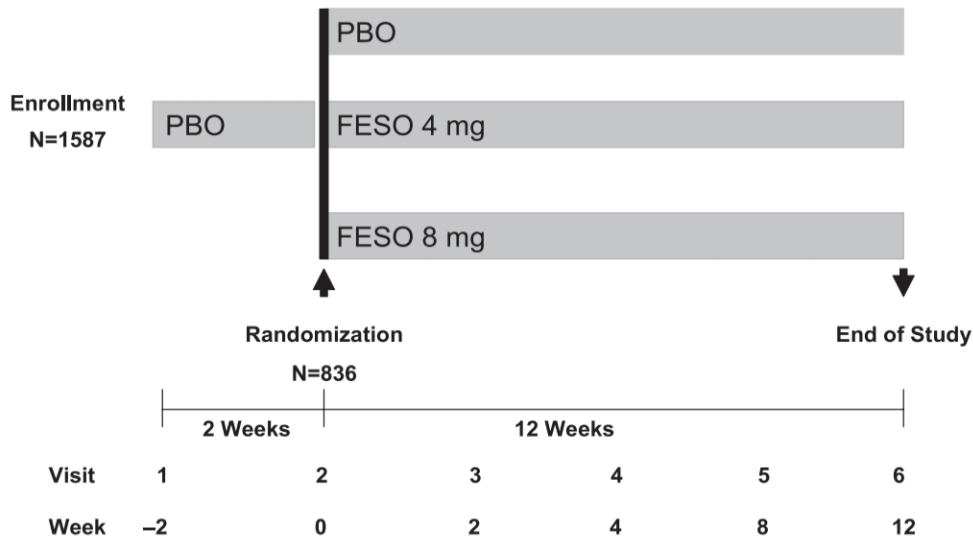 PBO
Enrollment
N=1587
PBO
FESO 4 mg
FESO 8 mg
Randomization
N=836
End of Study
2 Weeks
12 Weeks
Visit 1 2 3 4 5 6
Week –2 0 2 4 8 12